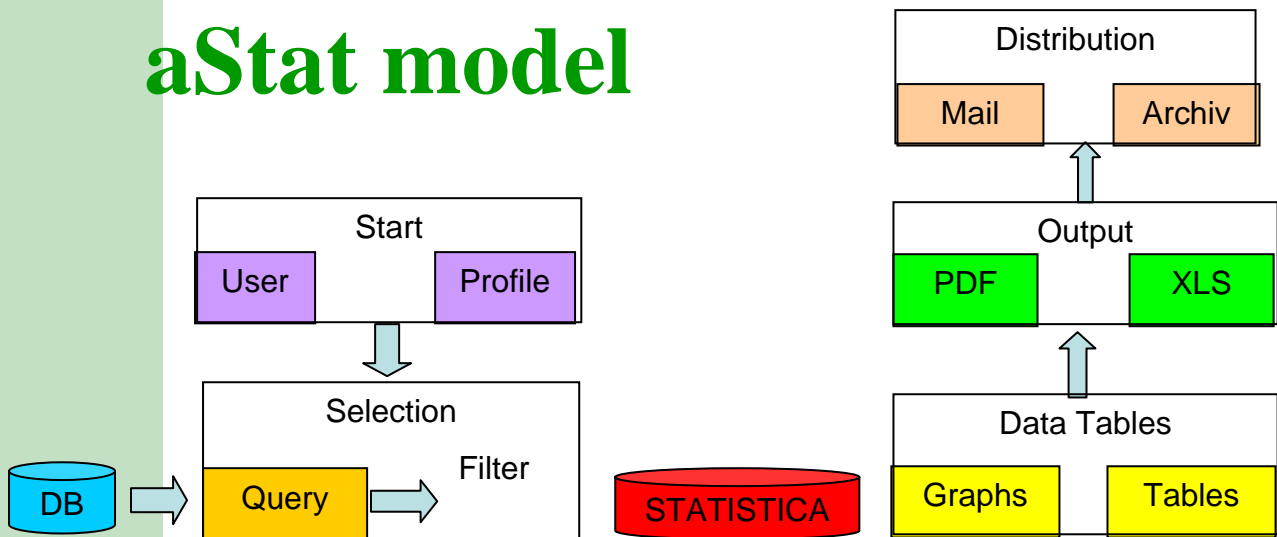 aStat model
Start
User
Profile
Selection
DB
Query
Filter
STATISTICA
Distribution
Mail
Archiv
Output
PDF
XLS
Data Tables
Graphs
Tables